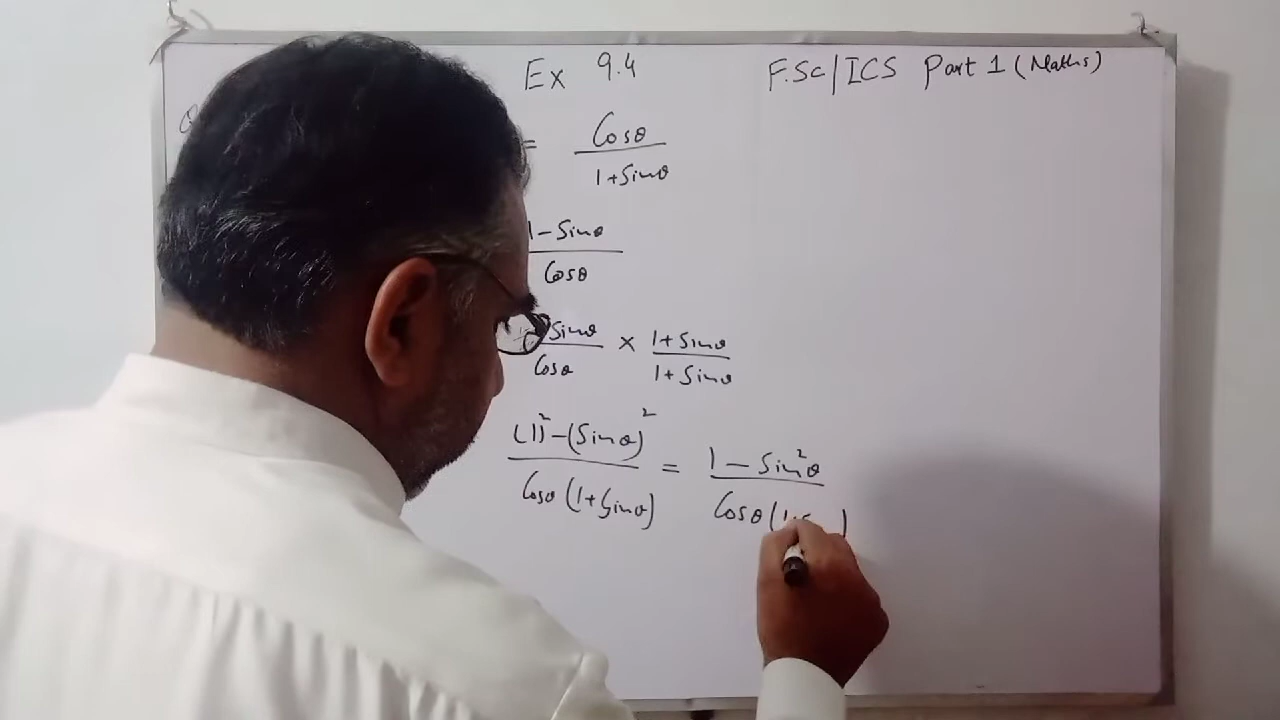 Ex 9.4 F.Sc/ICS Part 1 (Maths)
= Cosθ / 1+Sinθ
1-Sinθ / Cosθ
Sinθ / Cosθ × 1+Sinθ / 1+Sinθ
(1)²-(Sinθ)² / Cosθ(1+Sinθ) = 1-Sin²θ / Cosθ(